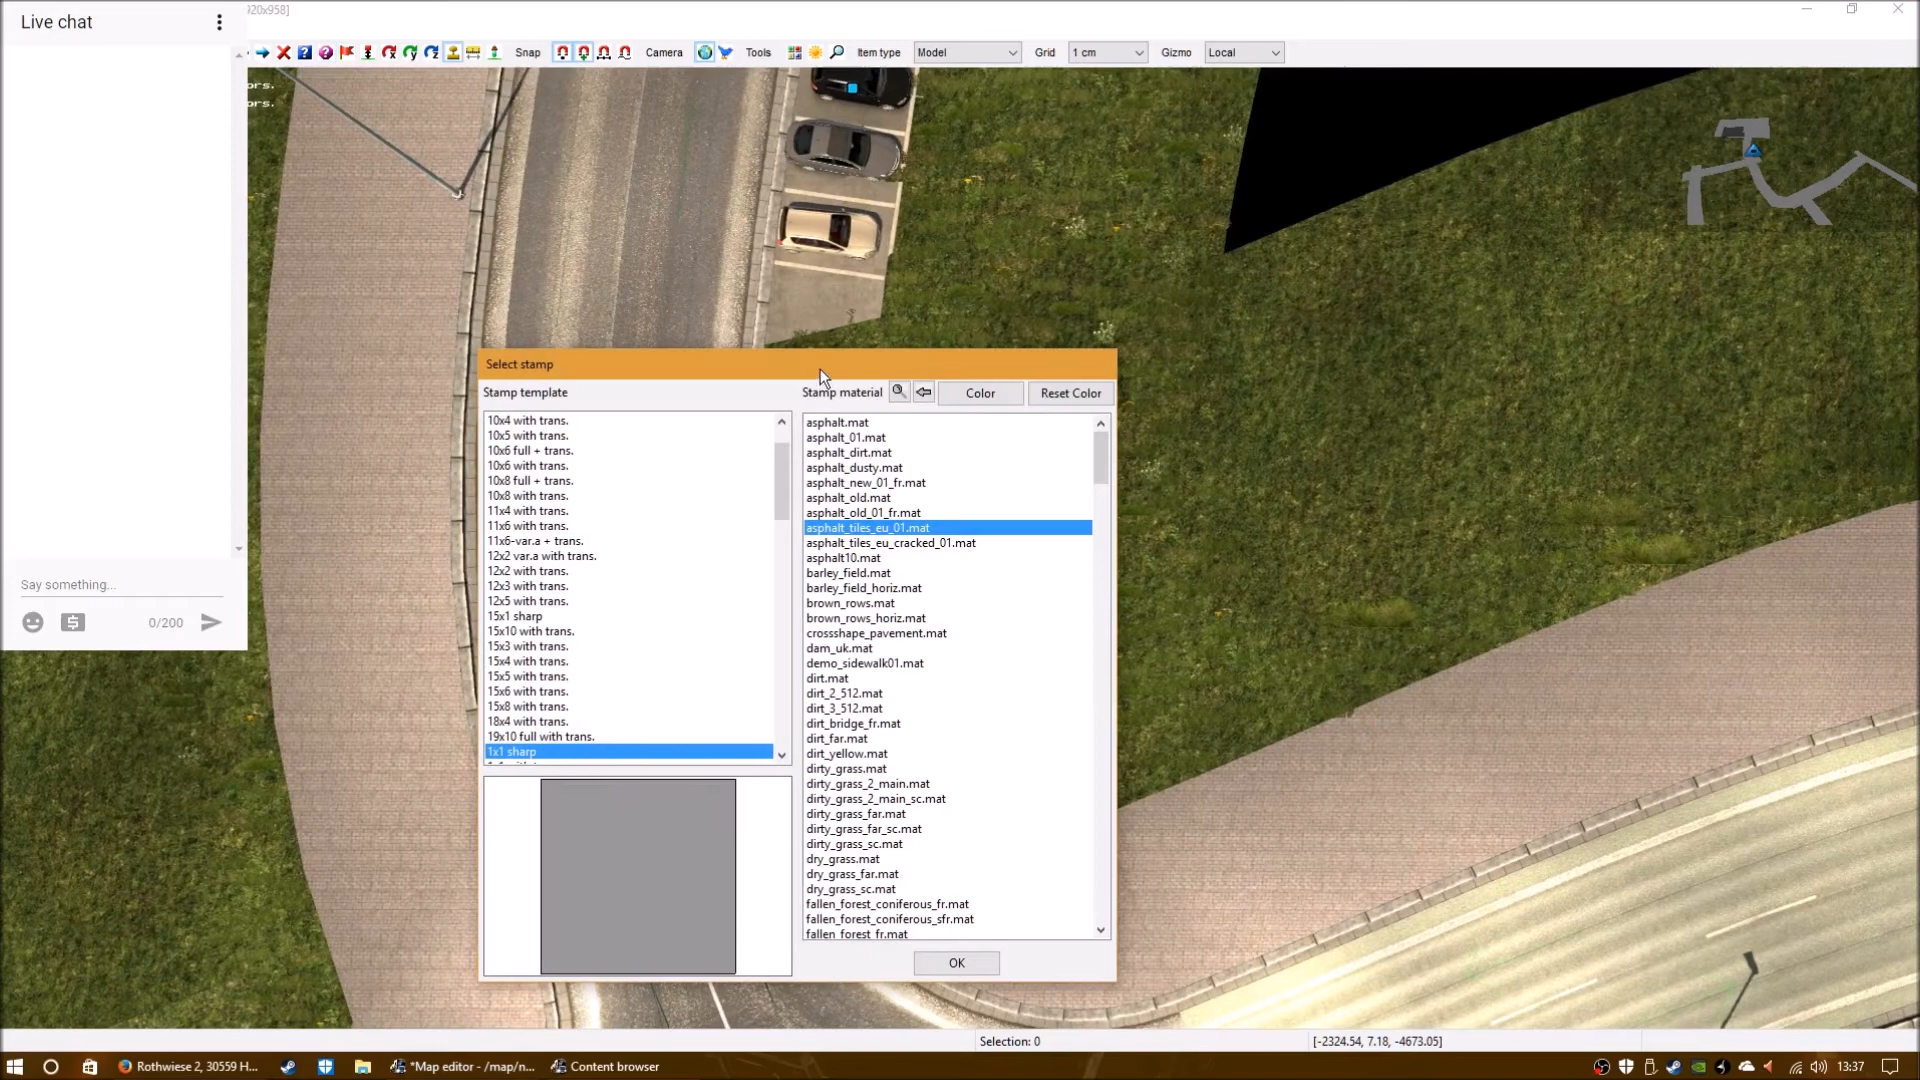 Live chat
920x958]
Snap
Camera
Tools
Item type
Model
Grid
1 cm
Gizmo
Local
ors.
ors.
Select stamp
Stamp template
Stamp material
Color
Reset Color
10x4 with trans.
10x5 with trans.
10x6 full + trans.
10x6 with trans.
10x8 full + trans.
10x8 with trans.
11x4 with trans.
11x6 with trans.
11x6-var.a + trans.
12x2 var.a with trans.
12x2 with trans.
12x3 with trans.
12x5 with trans.
15x1 sharp
15x10 with trans.
15x3 with trans.
15x4 with trans.
15x5 with trans.
15x6 with trans.
15x8 with trans.
18x4 with trans.
19x10 full with trans.
1x1 sharp
asphalt.mat
asphalt_01.mat
asphalt_dirt.mat
asphalt_dusty.mat
asphalt_new_01_fr.mat
asphalt_old.mat
asphalt_old_01_fr.mat
asphalt_tiles_eu_01.mat
asphalt_tiles_eu_cracked_01.mat
asphalt10.mat
barley_field.mat
barley_field_horiz.mat
brown_rows.mat
brown_rows_horiz.mat
crossshape_pavement.mat
dam_uk.mat
demo_sidewalk01.mat
dirt.mat
dirt_2_512.mat
dirt_3_512.mat
dirt_bridge_fr.mat
dirt_far.mat
dirt_yellow.mat
dirty_grass.mat
dirty_grass_2_main.mat
dirty_grass_2_main_sc.mat
dirty_grass_far.mat
dirty_grass_far_sc.mat
dirty_grass_sc.mat
dry_grass.mat
dry_grass_far.mat
dry_grass_sc.mat
fallen_forest_coniferous_fr.mat
fallen_forest_coniferous_sfr.mat
fallen_forest_fr.mat
OK
Say something...
0/200
Selection: 0
[-2324.54, 7.18, -4673.05]
Rothwiese 2, 30559 H...
*Map editor - /map/n...
Content browser
13:37